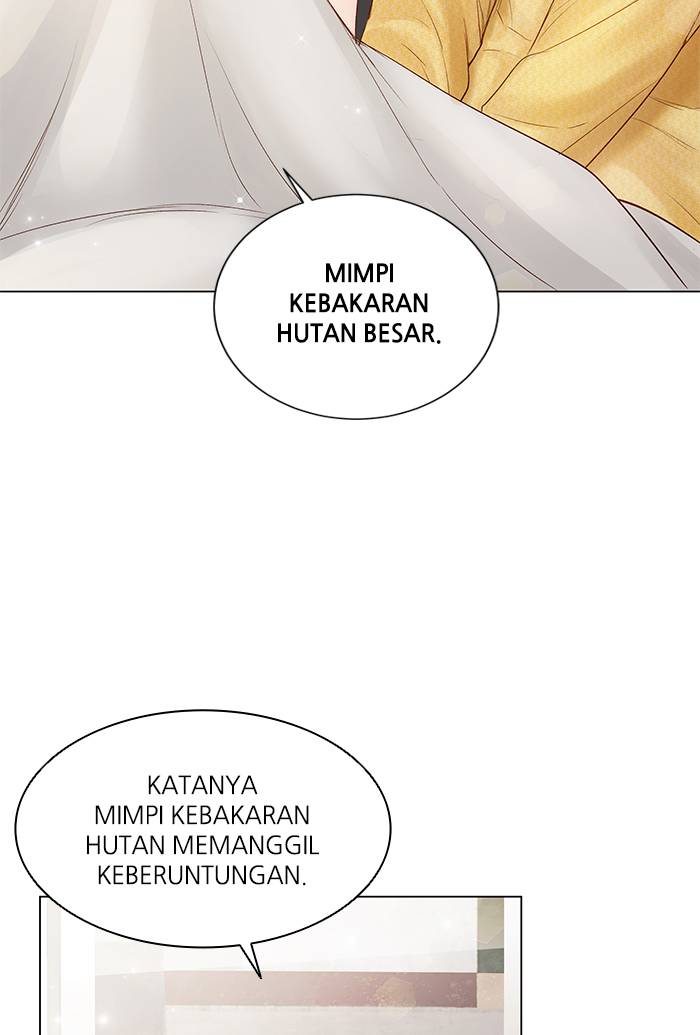 MIMPI
KEBAKARAN
HUTAN BESAR.
KATANYA
MIMPI KEBAKARAN
HUTAN MEMANGGIL
KEBERUNTUNGAN.